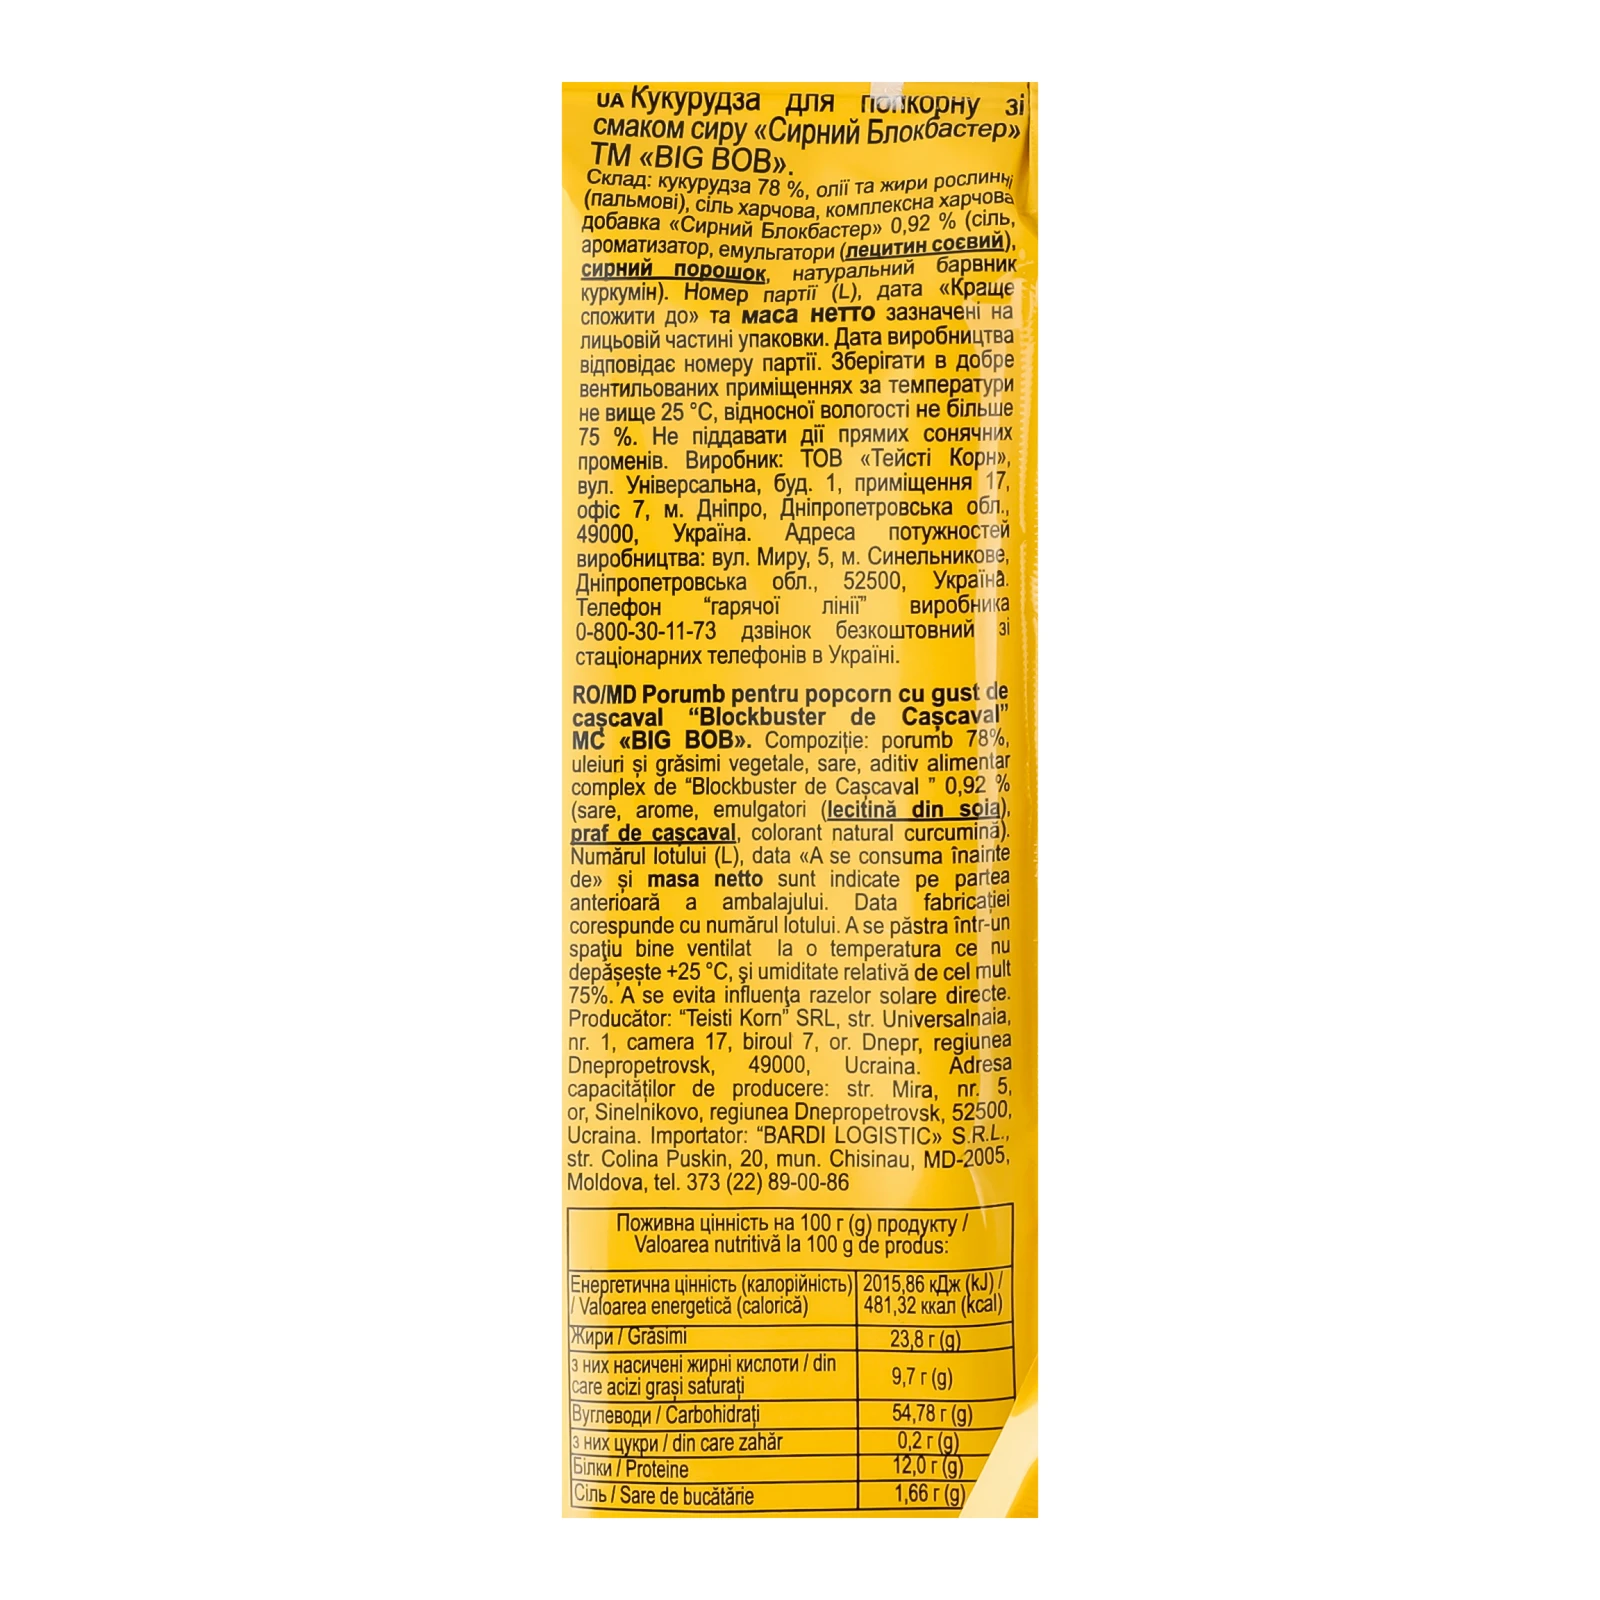 UA Кукурудза для попкорну зі
смаком сиру «Сирний Блокбастер»
ТМ «BIG BOB».
Склад: кукурудза 78 %, олії та жири рослинні
(пальмові), сіль харчова, комплексна харчова
добавка «Сирний Блокбастер» 0,92 % (сіль,
ароматизатор, емульгатори (лецитин соєвий),
сирний порошок, натуральний барвник
куркумін). Номер партії (L), дата «Краще
спожити до» та маса нетто зазначені на
лицьовій частині упаковки. Дата виробництва
відповідає номеру партії. Зберігати в добре
вентильованих приміщеннях за температури
не вище 25 °C, відносної вологості не більше
75 %. Не піддавати дії прямих сонячних
променів. Виробник: ТОВ «Тейсті Корн»,
вул. Універсальна, буд. 1, приміщення 17,
офіс 7, м. Дніпро, Дніпропетровська обл.,
49000, Україна. Адреса потужностей
виробництва: вул. Миру, 5, м. Синельникове,
Дніпропетровська обл., 52500, Україна.
Телефон “гарячої лінії” виробника
0-800-30-11-73 дзвінок безкоштовний зі
стаціонарних телефонів в Україні.
RO/MD Porumb pentru popcorn cu gust de
cașcaval “Blockbuster de Cașcaval”
MC «BIG BOB». Compoziție: porumb 78%,
uleiuri și grăsimi vegetale, sare, aditiv alimentar
complex de “Blockbuster de Cașcaval ” 0,92 %
(sare, arome, emulgatori (lecitină din soia),
praf de cașcaval, colorant natural curcumină).
Numărul lotului (L), data «A se consuma înainte
de» și masa netto sunt indicate pe partea
anterioară a ambalajului. Data fabricației
corespunde cu numărul lotului. A se păstra într-un
spaţiu bine ventilat la o temperatura ce nu
depășește +25 °C, şi umiditate relativă de cel mult
75%. A se evita influenţa razelor solare directe.
Producător: “Teisti Korn” SRL, str. Universalnaia,
nr. 1, camera 17, biroul 7, or. Dnepr, regiunea
Dnepropetrovsk, 49000, Ucraina. Adresa
capacităților de producere: str. Mira, nr. 5,
or, Sinelnikovo, regiunea Dnepropetrovsk, 52500,
Ucraina. Importator: “BARDI LOGISTIC» S.R.L.,
str. Colina Puskin, 20, mun. Chisinau, MD-2005,
Moldova, tel. 373 (22) 89-00-86
Поживна цінність на 100 г (g) продукту /
Valoarea nutritivă la 100 g de produs:
Енергетична цінність (калорійність) 2015,86 кДж (kJ) /
/ Valoarea energetică (calorică) 481,32 ккал (kcal)
Жири / Grăsimi 23,8 г (g)
з них насичені жирні кислоти / din
care acizi grași saturați 9,7 г (g)
Вуглеводи / Carbohidrați 54,78 г (g)
з них цукри / din care zahăr 0,2 г (g)
Білки / Proteine 12,0 г (g)
Сіль / Sare de bucătărie 1,66 г (g)